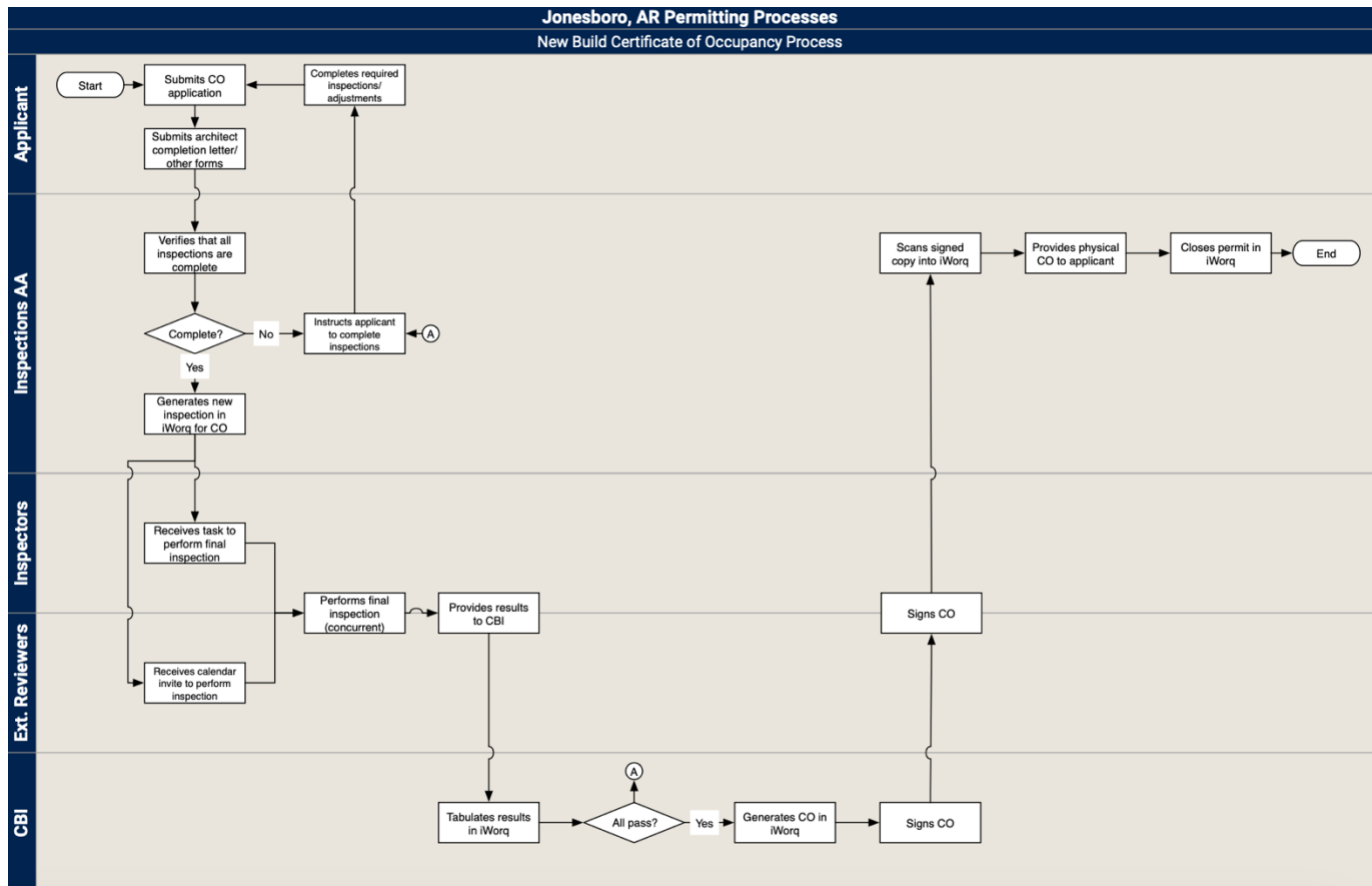 Jonesboro, AR Permitting Processes
New Build Certificate of Occupancy Process
Applicant
Start
Submits CO
application
Completes required
inspections/
adjustments
Submits architect
completion letter/
other forms
Inspections AA
Verifies that all
inspections are
complete
Scans signed
copy into iWorq
Provides physical
CO to applicant
Closes permit in
iWorq
End
Complete?
No
Instructs applicant
to complete
inspections
A
Yes
Generates new
inspection in
iWorq for CO
Inspectors
Receives task to
perform final
inspection
Performs final
inspection
(concurrent)
Provides results
to CBI
Signs CO
Ext. Reviewers
Receives calendar
invite to perform
inspection
CBI
A
Tabulates results
in iWorq
All pass?
Yes
Generates CO in
iWorq
Signs CO